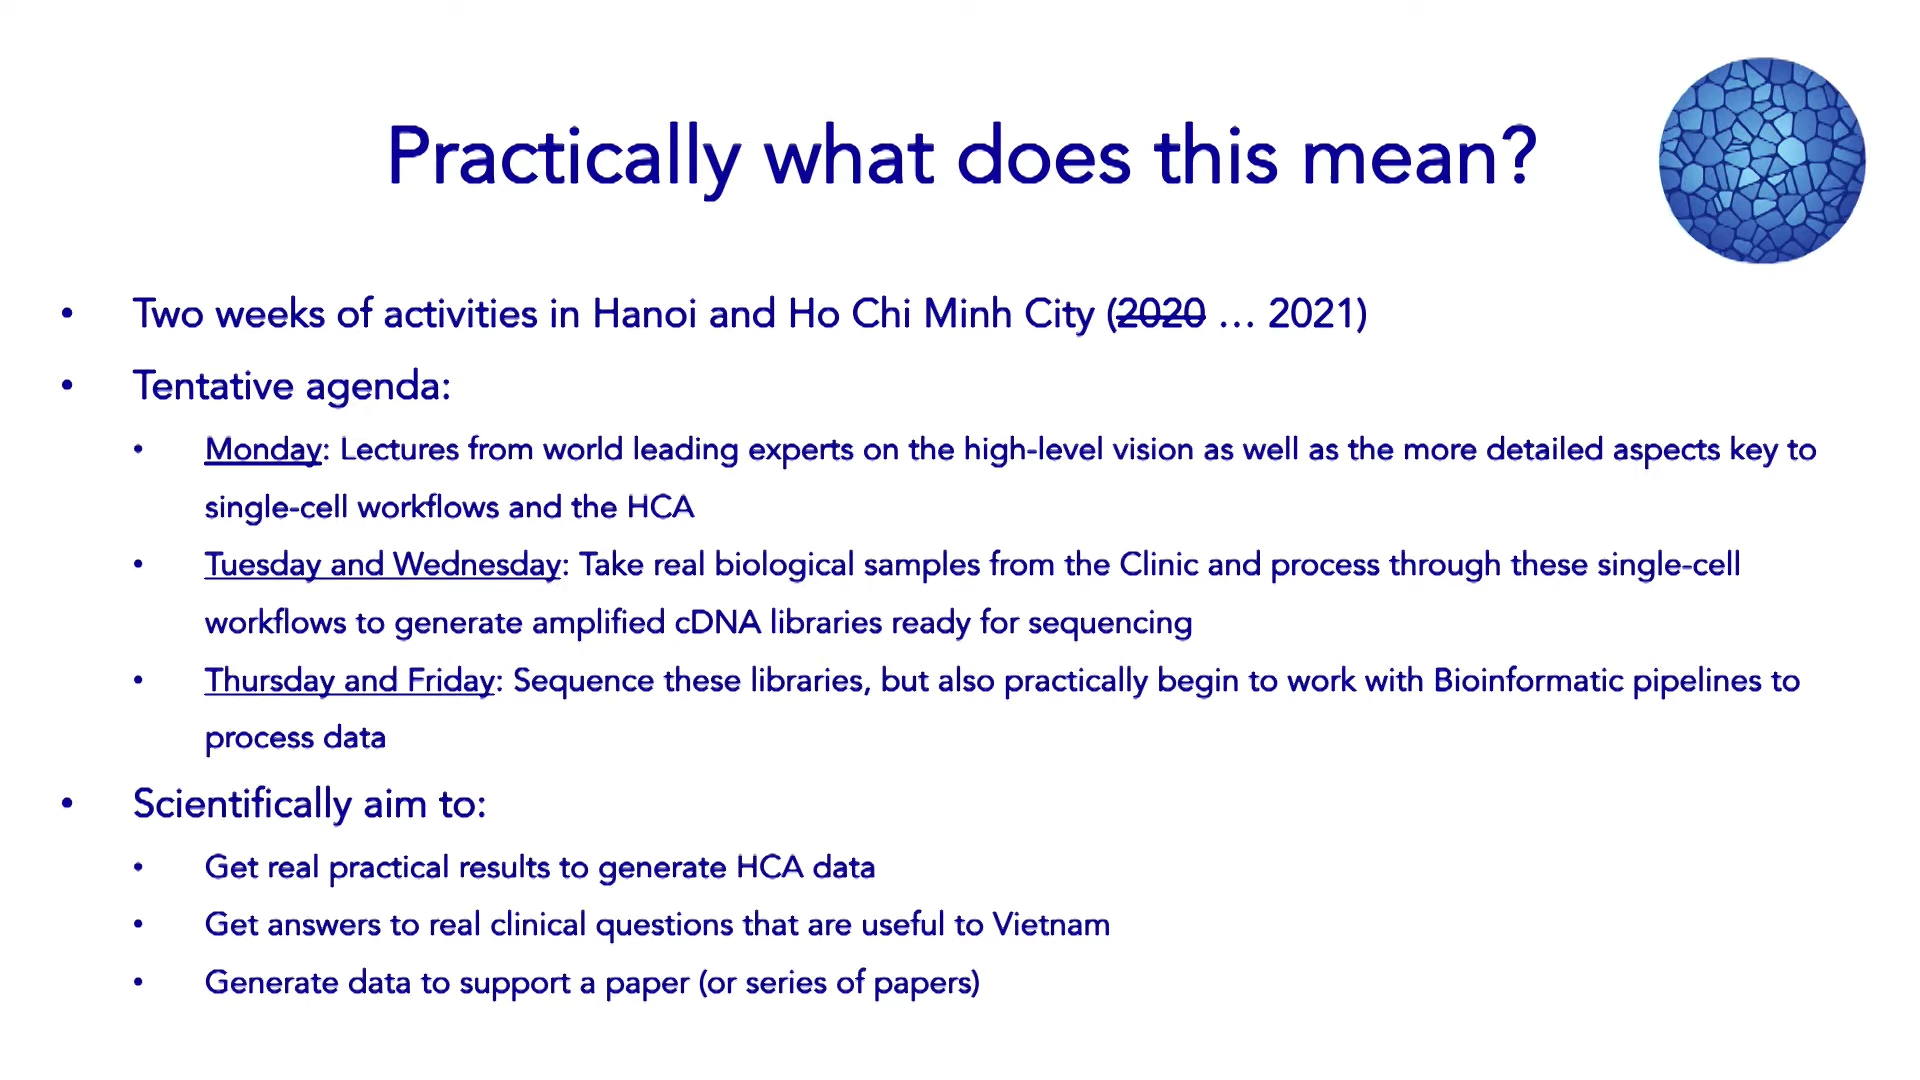 Practically what does this mean?
• Two weeks of activities in Hanoi and Ho Chi Minh City (2020 … 2021)
• Tentative agenda:
• Monday: Lectures from world leading experts on the high-level vision as well as the more detailed aspects key to
single-cell workflows and the HCA
• Tuesday and Wednesday: Take real biological samples from the Clinic and process through these single-cell
workflows to generate amplified cDNA libraries ready for sequencing
• Thursday and Friday: Sequence these libraries, but also practically begin to work with Bioinformatic pipelines to
process data
• Scientifically aim to:
• Get real practical results to generate HCA data
• Get answers to real clinical questions that are useful to Vietnam
• Generate data to support a paper (or series of papers)